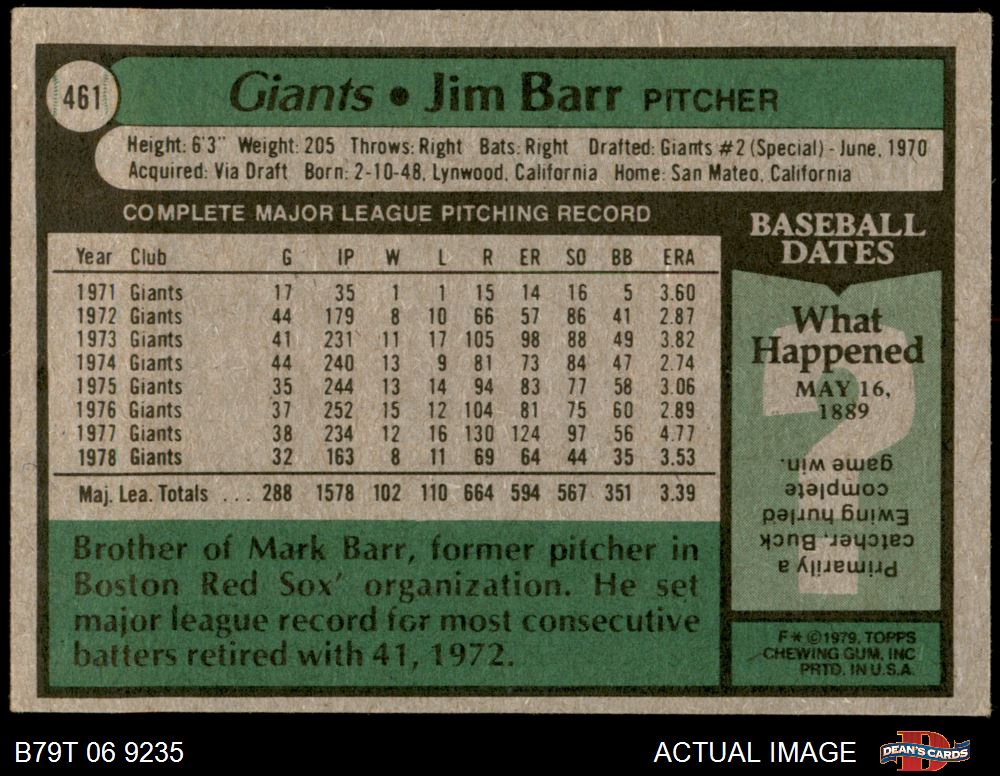 461
Giants • Jim Barr PITCHER
Height: 6'3" Weight: 205 Throws: Right Bats: Right Drafted: Giants #2 (Special) - June, 1970
Acquired: Via Draft Born: 2-10-48, Lynwood, California Home: San Mateo, California
COMPLETE MAJOR LEAGUE PITCHING RECORD
Year Club G IP W L R ER SO BB ERA
1971 Giants 17 35 1 1 15 14 16 5 3.60
1972 Giants 44 179 8 10 66 57 86 41 2.87
1973 Giants 41 231 11 17 105 98 88 49 3.82
1974 Giants 44 240 13 9 81 73 84 47 2.74
1975 Giants 35 244 13 14 94 83 77 58 3.06
1976 Giants 37 252 15 12 104 81 75 60 2.89
1977 Giants 38 234 12 16 130 124 97 56 4.77
1978 Giants 32 163 8 11 69 64 44 35 3.53
Maj. Lea. Totals ... 288 1578 102 110 664 594 567 351 3.39
Brother of Mark Barr, former pitcher in
Boston Red Sox' organization. He set
major league record for most consecutive
batters retired with 41, 1972.
BASEBALL
DATES
?
What
Happened
MAY 16,
1889
Primarily a
catcher, Buck
Ewing hurled
complete
game win.
F* ©1979, TOPPS
CHEWING GUM, INC
PRTD. IN U.S.A.
B79T 06 9235
ACTUAL IMAGE
D
DEAN'S CARDS